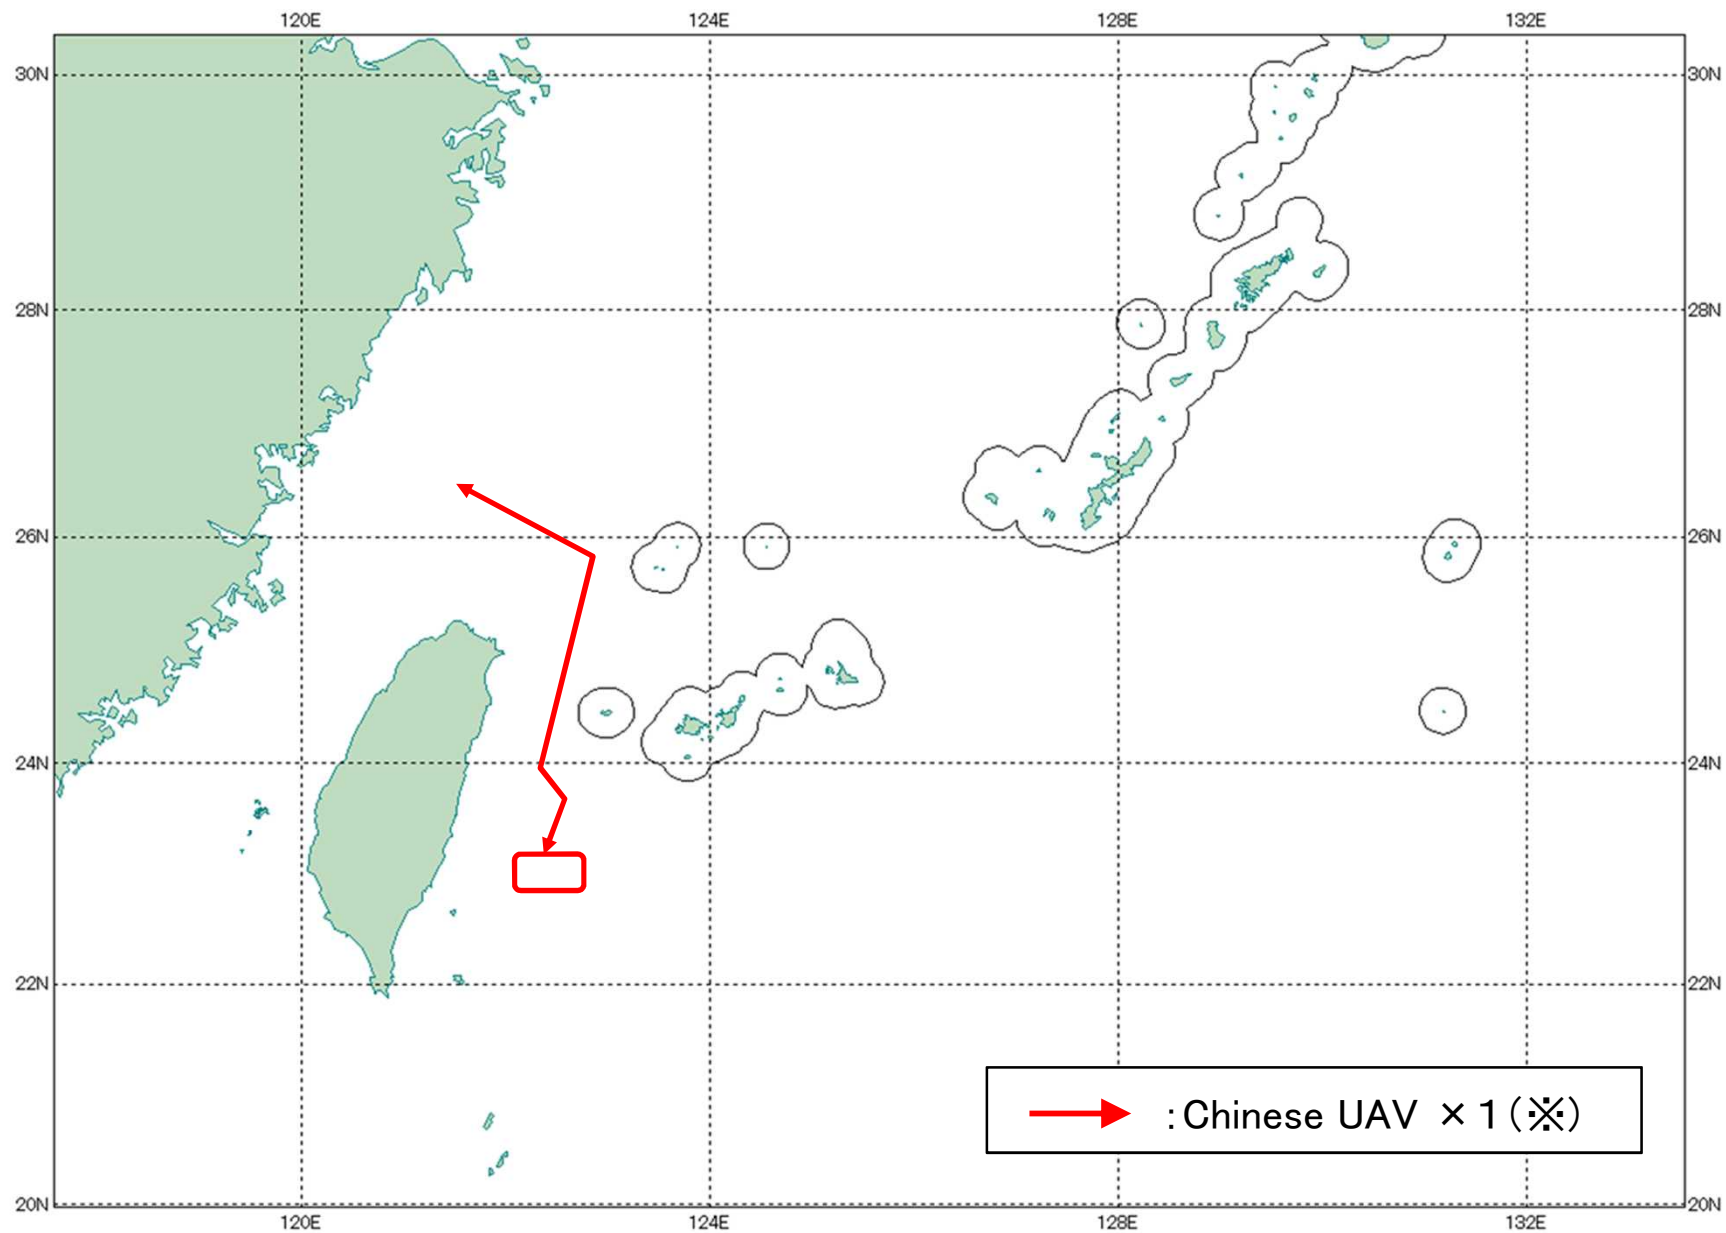 120E 124E 128E 132E
30N 30N
28N 28N
26N 26N
24N 24N
22N 22N
:Chinese UAV ×1(※)
20N 20N
120E 124E 128E 132E